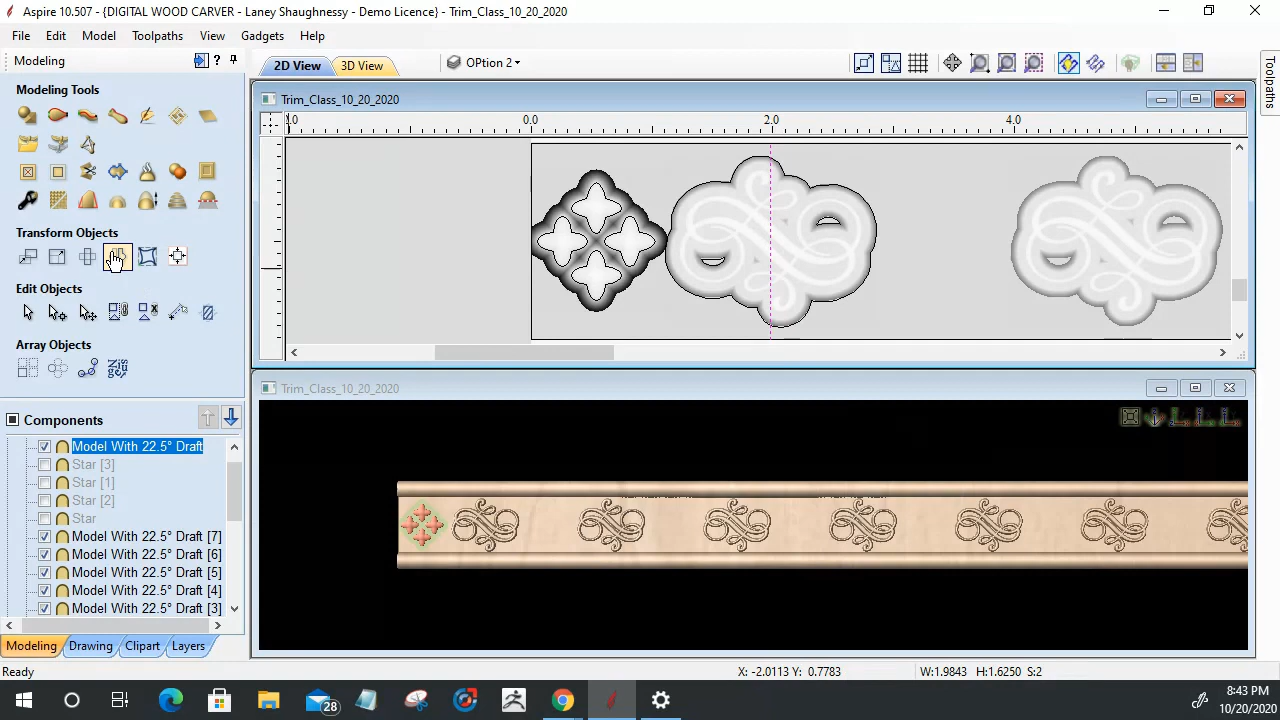 Aspire 10.507 - {DIGITAL WOOD CARVER - Laney Shaughnessy - Demo Licence} - Trim_Class_10_20_2020
File Edit Model Toolpaths View Gadgets Help
Modeling
2D View 3D View OPtion 2
Modeling Tools
Transform Objects
Edit Objects
Array Objects
Components
Model With 22.5° Draft
Star [3]
Star [1]
Star [2]
Star
Model With 22.5° Draft [7]
Model With 22.5° Draft [6]
Model With 22.5° Draft [5]
Model With 22.5° Draft [4]
Model With 22.5° Draft [3]
Modeling Drawing Clipart Layers
Trim_Class_10_20_2020
0.0 2.0 4.0
Trim_Class_10_20_2020
Toolpaths
Ready X: -2.0113 Y: 0.7783 W:1.9843 H:1.6250 S:2
28
8:43 PM
10/20/2020